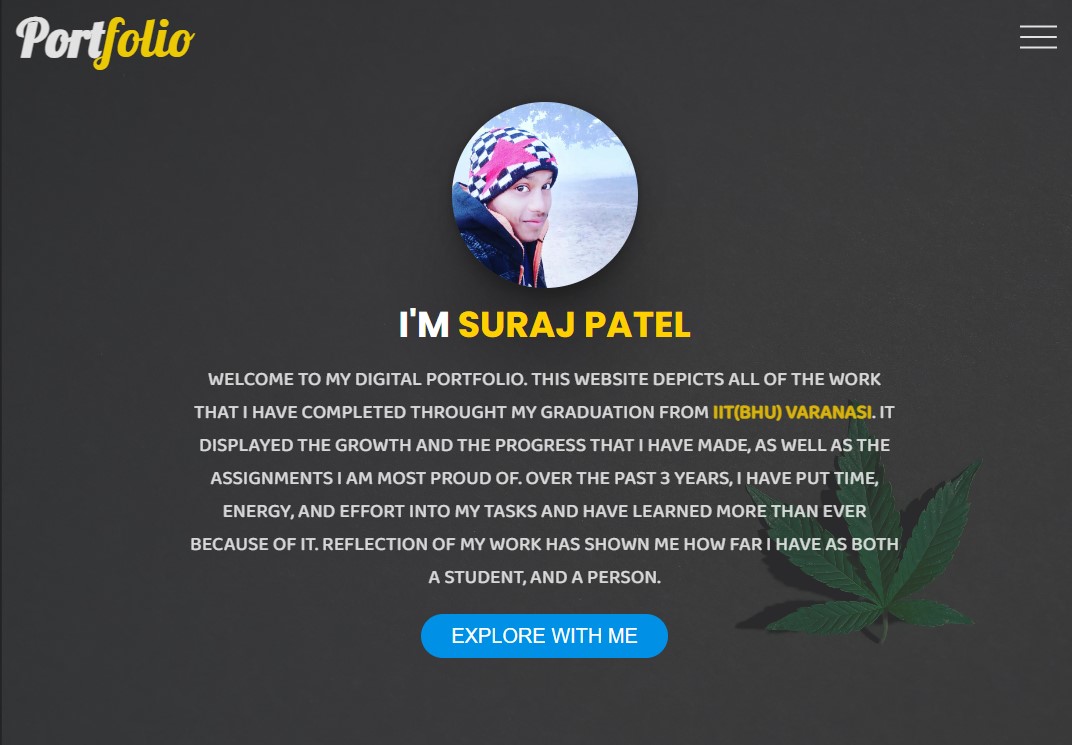 Portfolio
I'M SURAJ PATEL
WELCOME TO MY DIGITAL PORTFOLIO. THIS WEBSITE DEPICTS ALL OF THE WORK
THAT I HAVE COMPLETED THROUGHT MY GRADUATION FROM IIT(BHU) VARANASI. IT
DISPLAYED THE GROWTH AND THE PROGRESS THAT I HAVE MADE, AS WELL AS THE
ASSIGNMENTS I AM MOST PROUD OF. OVER THE PAST 3 YEARS, I HAVE PUT TIME,
ENERGY, AND EFFORT INTO MY TASKS AND HAVE LEARNED MORE THAN EVER
BECAUSE OF IT. REFLECTION OF MY WORK HAS SHOWN ME HOW FAR I HAVE AS BOTH
A STUDENT, AND A PERSON.
EXPLORE WITH ME